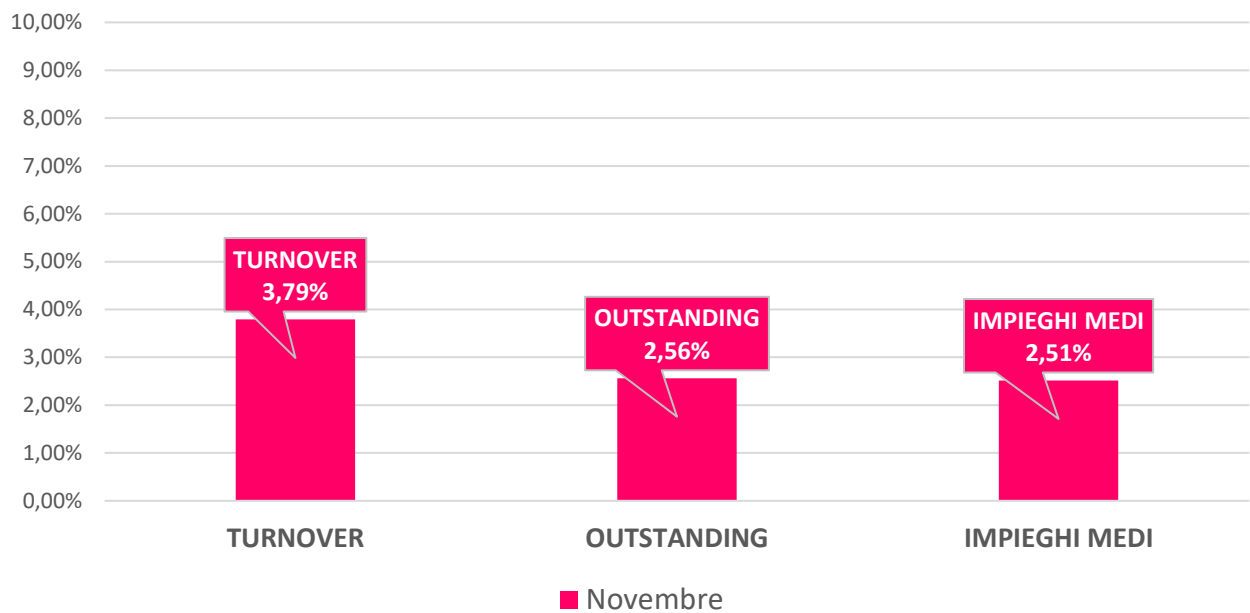 10,00%
9,00%
8,00%
7,00%
6,00%
5,00%
4,00%
3,00%
2,00%
1,00%
0,00%
TURNOVER
3,79%
OUTSTANDING
2,56%
IMPIEGHI MEDI
2,51%
TURNOVER
OUTSTANDING
IMPIEGHI MEDI
Novembre